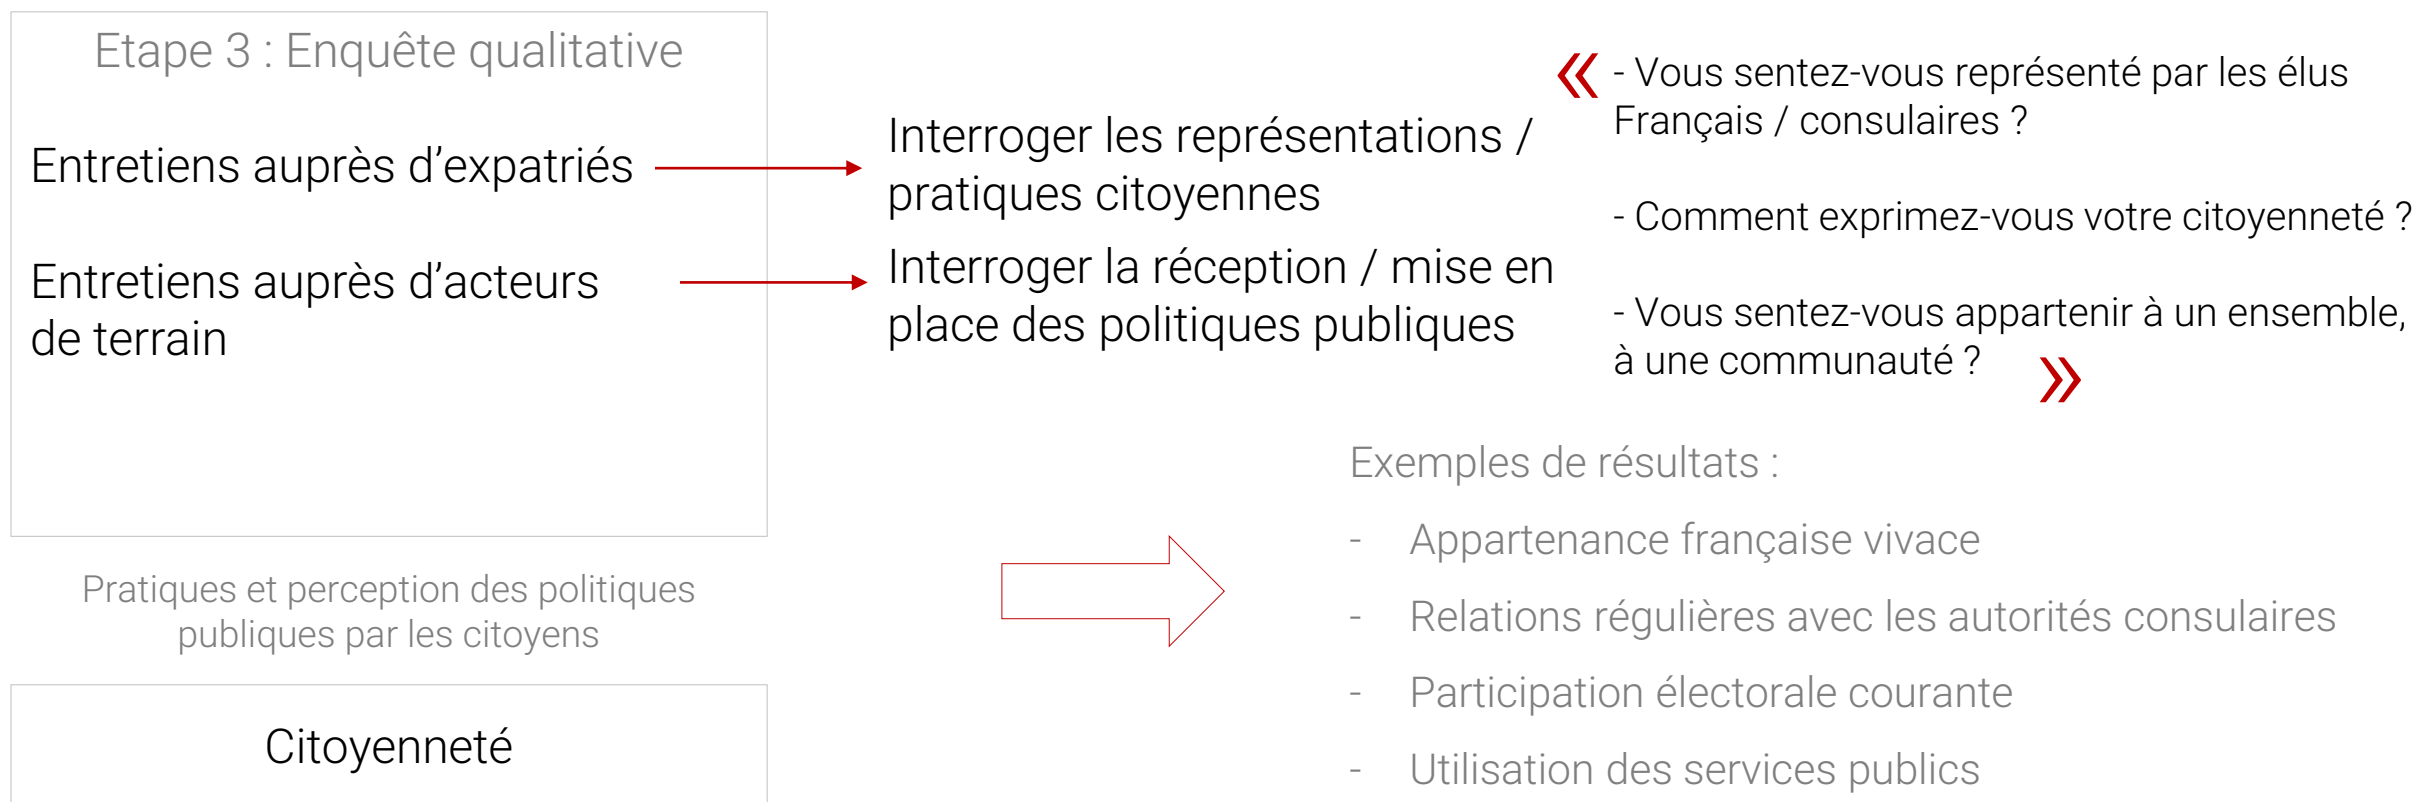 Etape 3 : Enquête qualitative
Entretiens auprès d’expatriés
Entretiens auprès d’acteurs
de terrain
Interroger les représentations /
pratiques citoyennes
Interroger la réception / mise en
place des politiques publiques
« - Vous sentez-vous représenté par les élus
Français / consulaires ?
- Comment exprimez-vous votre citoyenneté ?
- Vous sentez-vous appartenir à un ensemble,
à une communauté ? »
Pratiques et perception des politiques
publiques par les citoyens
Citoyenneté
Exemples de résultats :
- Appartenance française vivace
- Relations régulières avec les autorités consulaires
- Participation électorale courante
- Utilisation des services publics